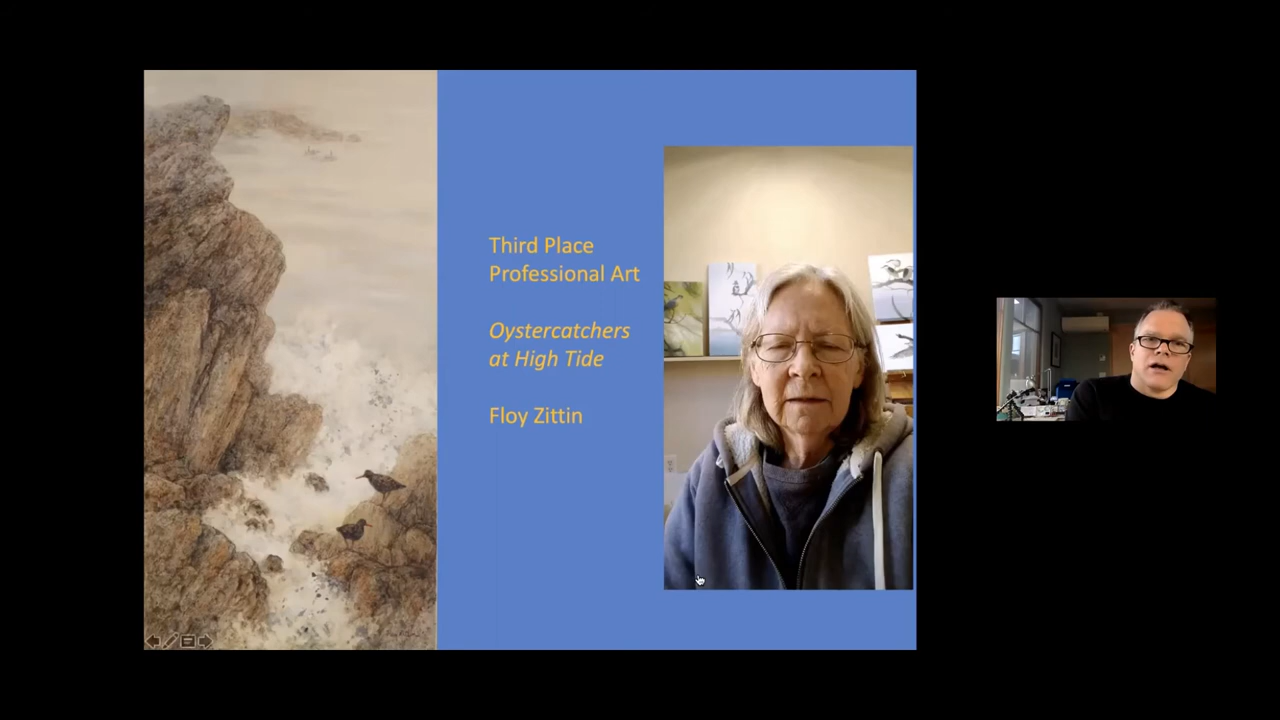 Third Place
Professional Art
Oystercatchers
at High Tide
Floy Zittin